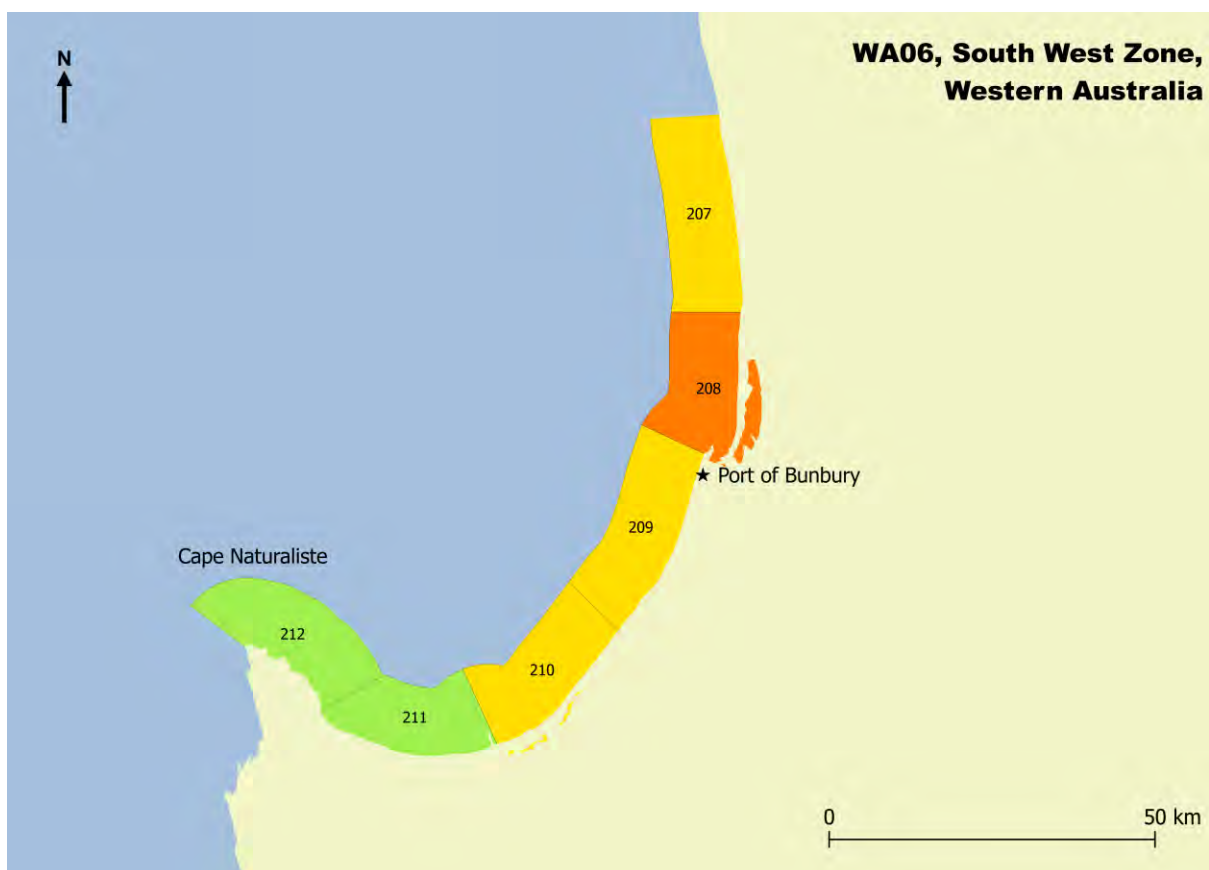 N
WA06, South West Zone,
Western Australia
207
208
★ Port of Bunbury
209
Cape Naturaliste
212
210
211
0 50 km